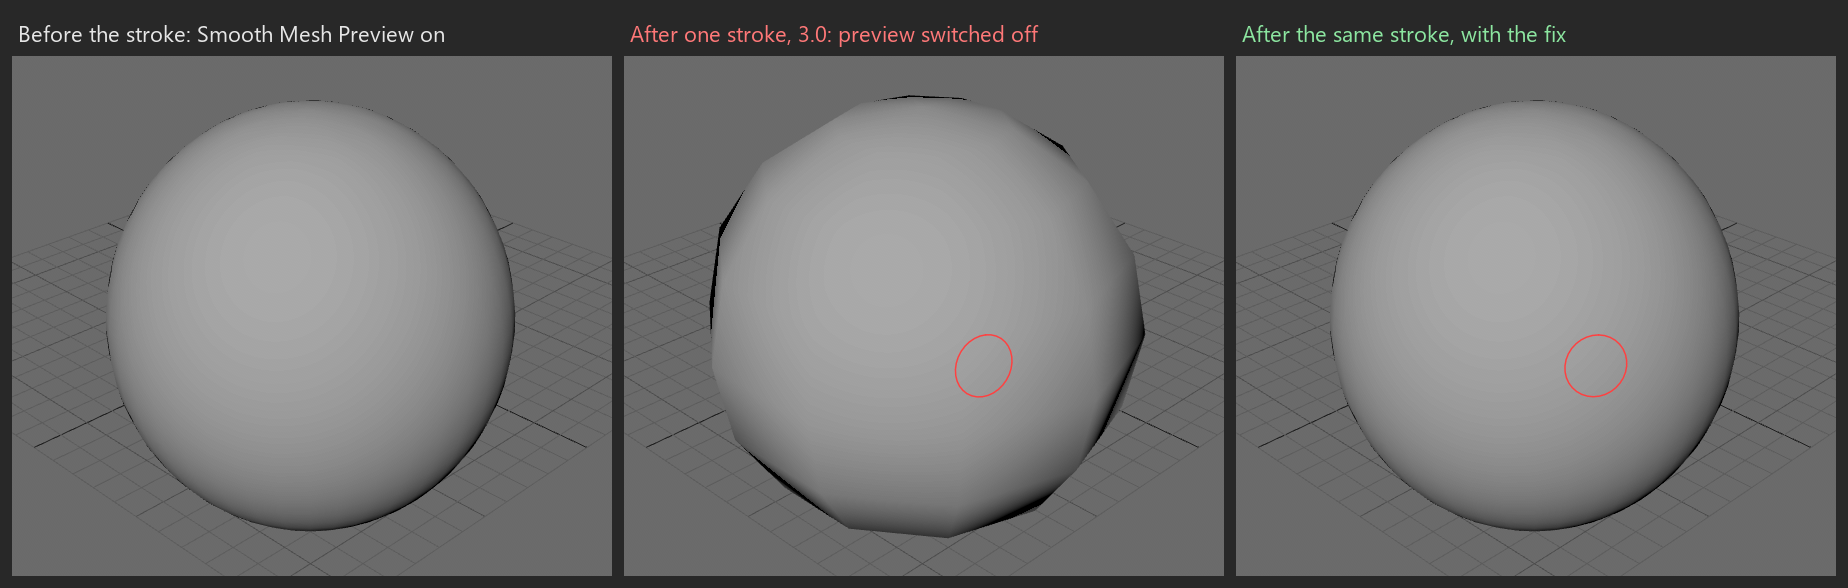 Before the stroke: Smooth Mesh Preview on
After one stroke, 3.0: preview switched off
After the same stroke, with the fix